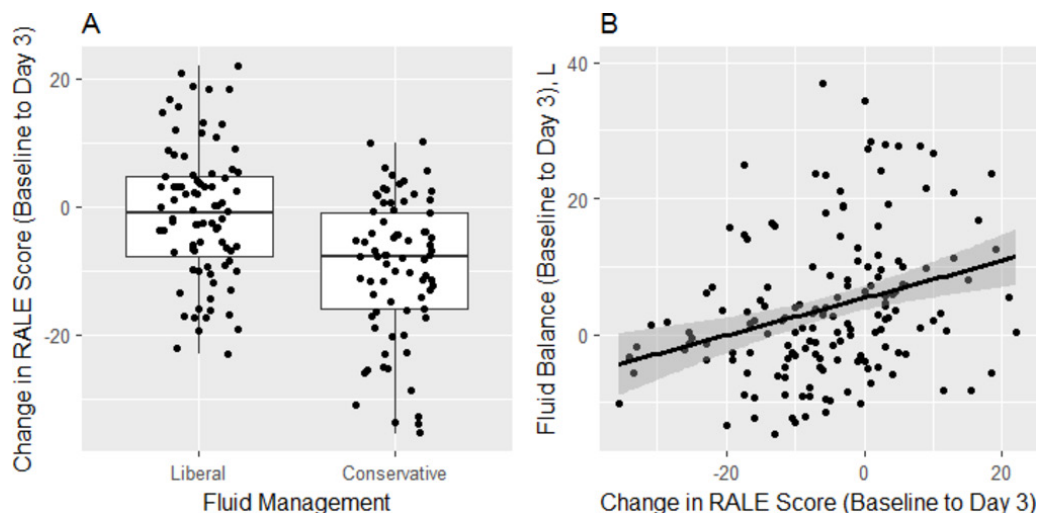 A
Change in RALE Score (Baseline to Day 3)
20
0
-20
Liberal
Conservative
Fluid Management
B
Fluid Balance (Baseline to Day 3), L
40
20
0
-20
0
20
Change in RALE Score (Baseline to Day 3)